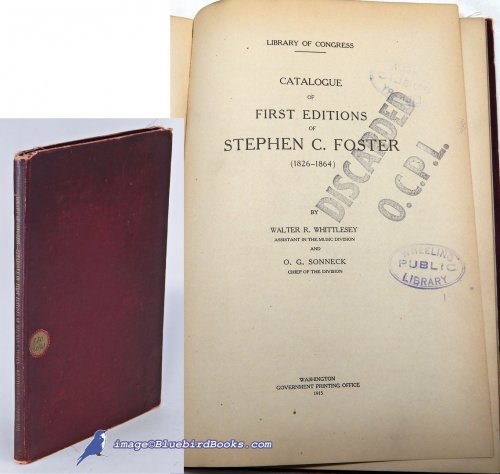 LIBRARY OF CONGRESS
CATALOGUE
OF
FIRST EDITIONS
OF
STEPHEN C. FOSTER
(1826-1864)
BY
WALTER R. WHITTLESEY
ASSISTANT IN THE MUSIC DIVISION
AND
O. G. SONNECK
CHIEF OF THE DIVISION
WASHINGTON
GOVERNMENT PRINTING OFFICE
1915
DISCARDED
O.C.P.L.
WHEELING
PUBLIC
LIBRARY
image©BluebirdBooks.com